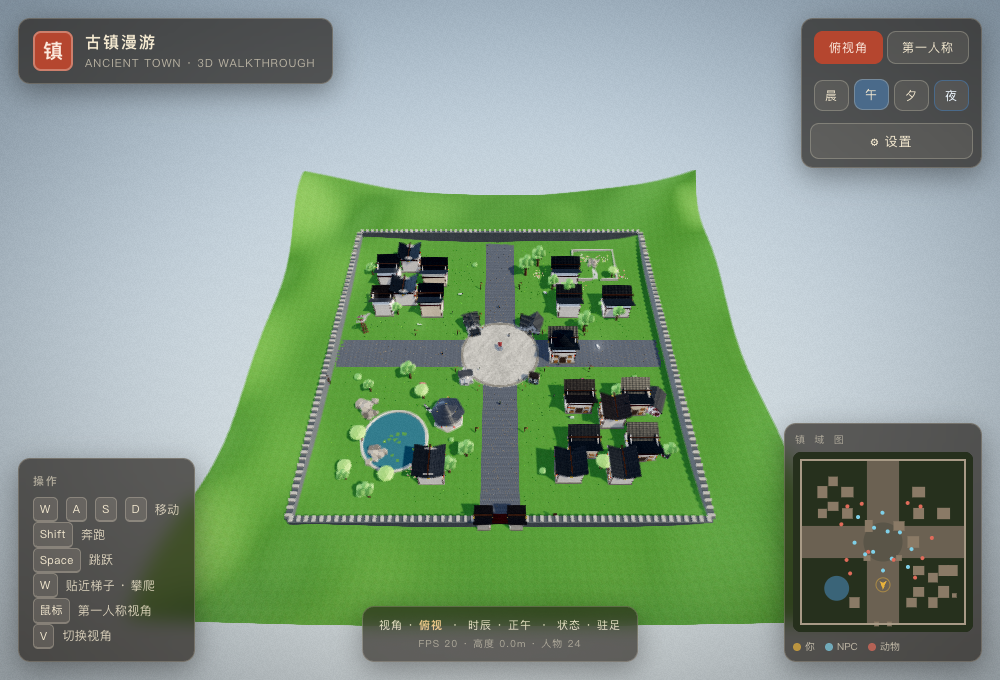 镇
古镇漫游
ANCIENT TOWN · 3D WALKTHROUGH
俯视角 第一人称
晨 午 夕 夜
⚙ 设置
操作
W A S D 移动
Shift 奔跑
Space 跳跃
W 贴近梯子 · 攀爬
鼠标 第一人称视角
V 切换视角
视角 · 俯视 · 时辰 · 正午 · 状态 · 驻足
FPS 20 · 高度 0.0m · 人物 24
镇 域 图
你 NPC 动物